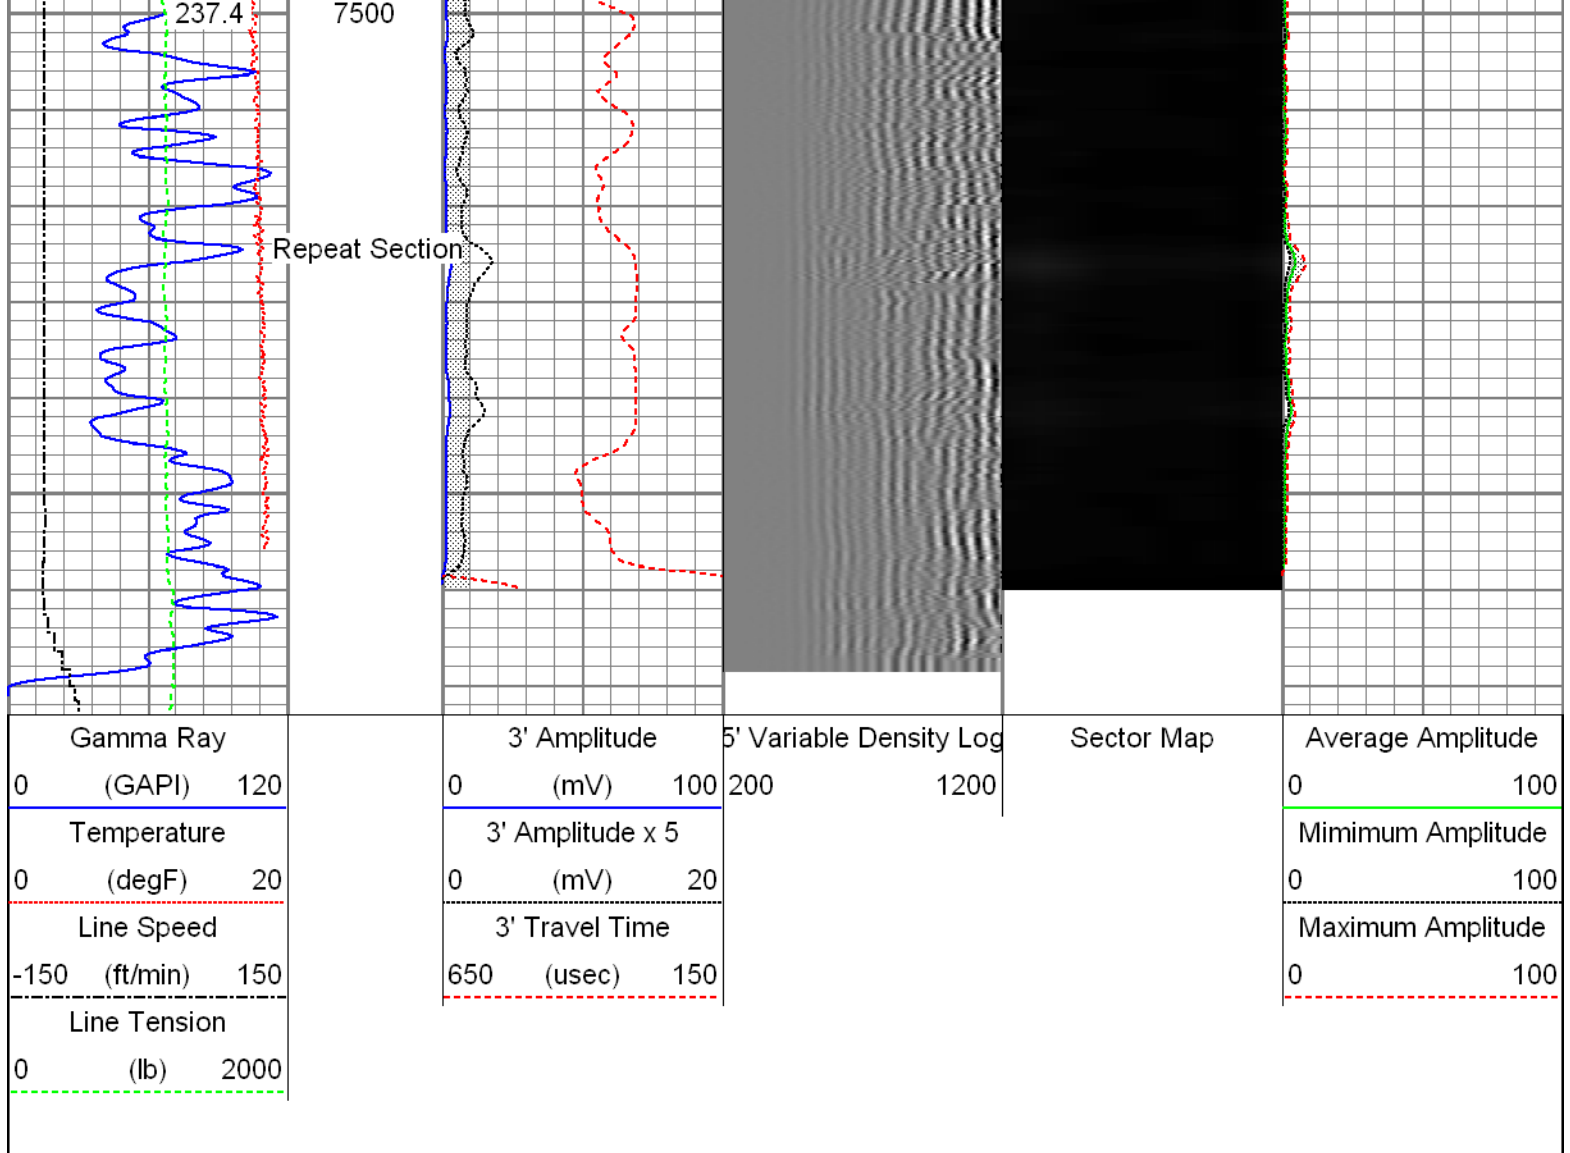 237.4 7500
Repeat Section
Gamma Ray 3' Amplitude 5' Variable Density Log Sector Map Average Amplitude
0 (GAPI) 120 0 (mV) 100 200 1200 0 100
Temperature 3' Amplitude x 5 Mimimum Amplitude
0 (degF) 20 0 (mV) 20 0 100
Line Speed 3' Travel Time Maximum Amplitude
-150 (ft/min) 150 650 (usec) 150 0 100
Line Tension
0 (lb) 2000